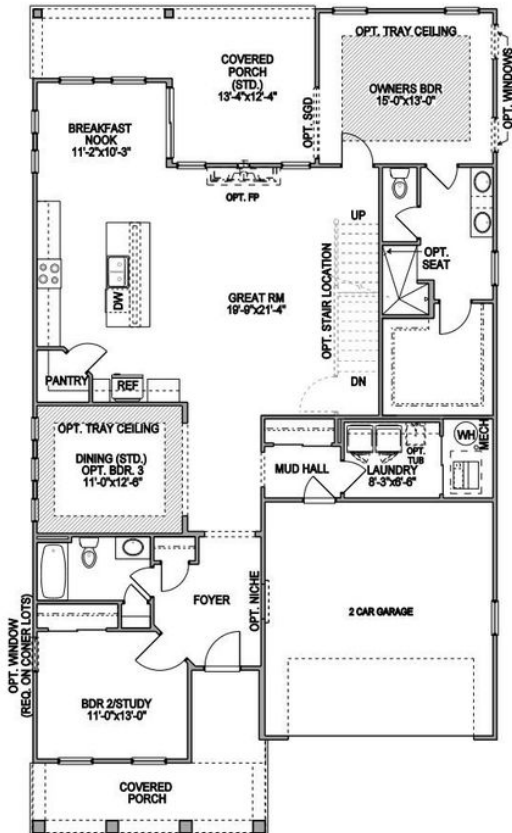 OPT. TRAY CEILING
COVERED
PORCH
(STD.)
13'-4"x12'-4"
OWNERS BDR
15'-0"x13'-0"
OPT. WINDOWS
OPT. SGD
BREAKFAST
NOOK
11'-2"x10'-3"
OPT. FP
UP
OPT.
SEAT
OPT. STAIR LOCATION
DW
GREAT RM
19'-9"x21'-4"
DN
PANTRY
REF
OPT. TRAY CEILING
DINING (STD.)
OPT. BDR. 3
11'-0"x12'-6"
MUD HALL
OPT.
TUB
LAUNDRY
8'-3"x6'-6"
WH
MECH
FOYER
OPT. NICHE
2 CAR GARAGE
OPT. WINDOW
(REQ. ON CONER LOTS)
BDR 2/STUDY
11'-0"x13'-0"
COVERED
PORCH